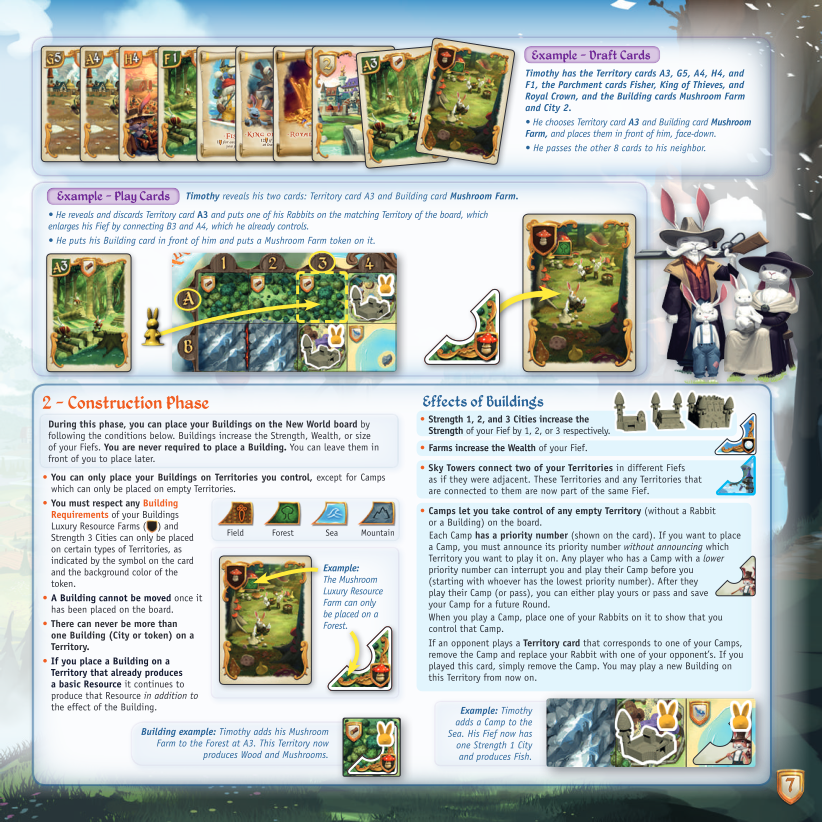 G5
A4
H4
F1
KING O
ROYA
2
A3
Example – Draft Cards
Timothy has the Territory cards A3, G5, A4, H4, and
F1, the Parchment cards Fisher, King of Thieves, and
Royal Crown, and the Building cards Mushroom Farm
and City 2.
• He chooses Territory card A3 and Building card Mushroom
Farm, and places them in front of him, face-down.
• He passes the other 8 cards to his neighbor.
Example – Play Cards
Timothy reveals his two cards: Territory card A3 and Building card Mushroom Farm.
• He reveals and discards Territory card A3 and puts one of his Rabbits on the matching Territory of the board, which
enlarges his Fief by connecting B3 and A4, which he already controls.
• He puts his Building card in front of him and puts a Mushroom Farm token on it.
A3
1 2 3 4
A
B
2 – Construction Phase
During this phase, you can place your Buildings on the New World board by
following the conditions below. Buildings increase the Strength, Wealth, or size
of your Fiefs. You are never required to place a Building. You can leave them in
front of you to place later.
• You can only place your Buildings on Territories you control, except for Camps
which can only be placed on empty Territories.
• You must respect any Building
Requirements of your Buildings
Luxury Resource Farms ( ) and
Strength 3 Cities can only be placed
on certain types of Territories, as
indicated by the symbol on the card
and the background color of the
token.
• A Building cannot be moved once it
has been placed on the board.
• There can never be more than
one Building (City or token) on a
Territory.
• If you place a Building on a
Territory that already produces
a basic Resource it continues to
produce that Resource in addition to
the effect of the Building.
Field Forest Sea Mountain
Example:
The Mushroom
Luxury Resource
Farm can only
be placed on a
Forest.
Building example: Timothy adds his Mushroom
Farm to the Forest at A3. This Territory now
produces Wood and Mushrooms.
Effects of Buildings
• Strength 1, 2, and 3 Cities increase the
Strength of your Fief by 1, 2, or 3 respectively.
• Farms increase the Wealth of your Fief.
• Sky Towers connect two of your Territories in different Fiefs
as if they were adjacent. These Territories and any Territories that
are connected to them are now part of the same Fief.
• Camps let you take control of any empty Territory (without a Rabbit
or a Building) on the board.
Each Camp has a priority number (shown on the card). If you want to place
a Camp, you must announce its priority number without announcing which
Territory you want to play it on. Any player who has a Camp with a lower
priority number can interrupt you and play their Camp before you
(starting with whoever has the lowest priority number). After they
play their Camp (or pass), you can either play yours or pass and save
your Camp for a future Round.
When you play a Camp, place one of your Rabbits on it to show that you
control that Camp.
If an opponent plays a Territory card that corresponds to one of your Camps,
remove the Camp and replace your Rabbit with one of your opponent's. If you
played this card, simply remove the Camp. You may play a new Building on
this Territory from now on.
Example: Timothy
adds a Camp to the
Sea. His Fief now has
one Strength 1 City
and produces Fish.
7